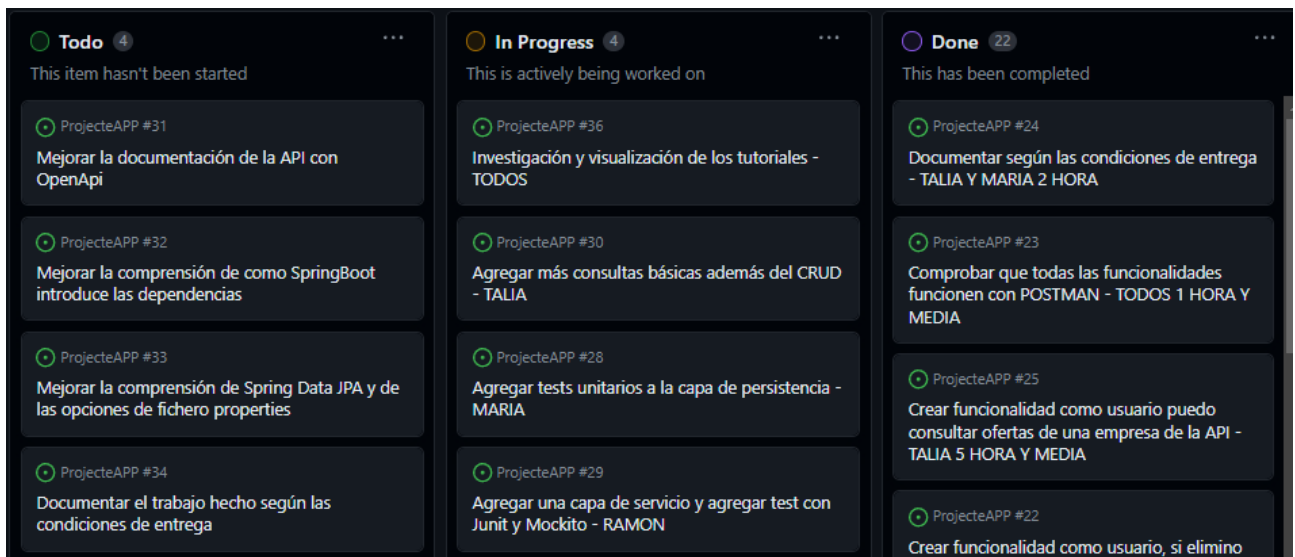 Todo 4 ...
This item hasn't been started
ProjecteAPP #31
Mejorar la documentación de la API con
OpenApi
ProjecteAPP #32
Mejorar la comprensión de como SpringBoot
introduce las dependencias
ProjecteAPP #33
Mejorar la comprensión de Spring Data JPA y de
las opciones de fichero properties
ProjecteAPP #34
Documentar el trabajo hecho según las
condiciones de entrega
In Progress 4 ...
This is actively being worked on
ProjecteAPP #36
Investigación y visualización de los tutoriales -
TODOS
ProjecteAPP #30
Agregar más consultas básicas además del CRUD
- TALIA
ProjecteAPP #28
Agregar tests unitarios a la capa de persistencia -
MARIA
ProjecteAPP #29
Agregar una capa de servicio y agregar test con
Junit y Mockito - RAMON
Done 22 ...
This has been completed
ProjecteAPP #24
Documentar según las condiciones de entrega
- TALIA Y MARIA 2 HORA
ProjecteAPP #23
Comprobar que todas las funcionalidades
funcionen con POSTMAN - TODOS 1 HORA Y
MEDIA
ProjecteAPP #25
Crear funcionalidad como usuario puedo
consultar ofertas de una empresa de la API -
TALIA 5 HORA Y MEDIA
ProjecteAPP #22
Crear funcionalidad como usuario, si elimino